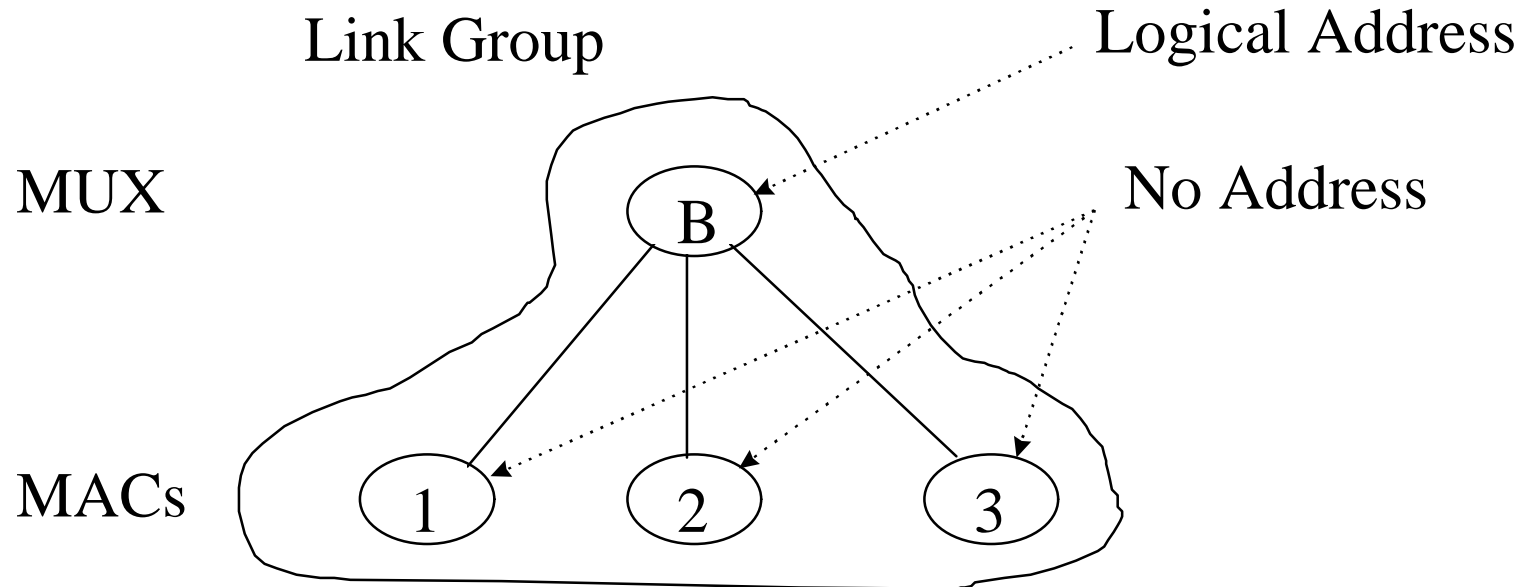 Link Group
Logical Address
MUX
B
No Address
MACs
1
2
3